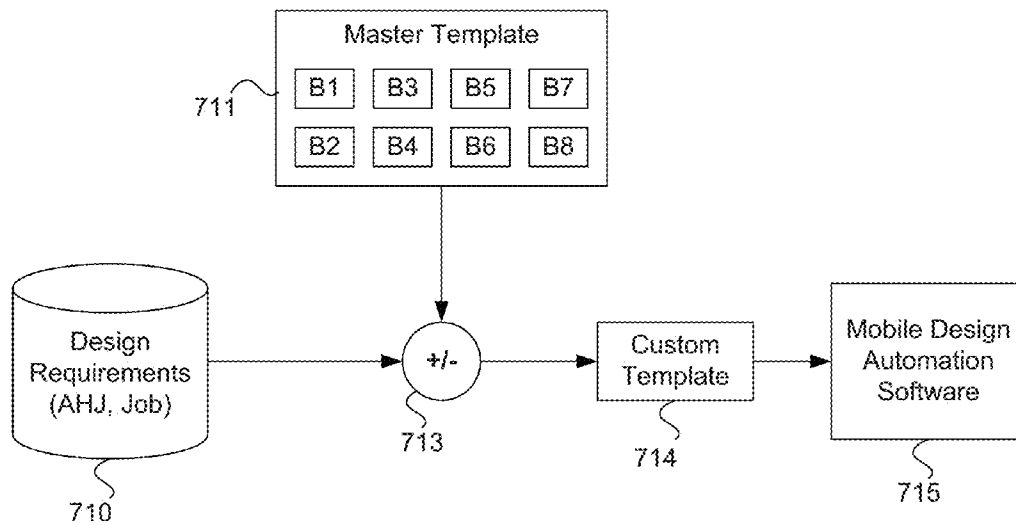 Master Template
B1 B3 B5 B7
B2 B4 B6 B8
711
Design
Requirements
(AHJ, Job)
710
+/-
713
Custom
Template
714
Mobile Design
Automation
Software
715